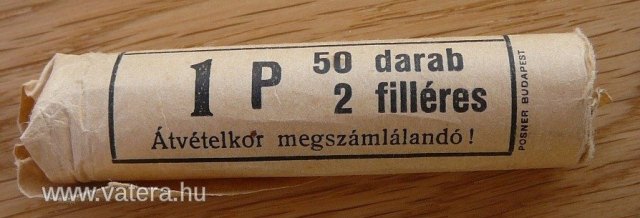 1 P
50 darab
2 filléres
Átvételkor megszámlálandó!
POSNER BUDAPEST
www.vatera.hu